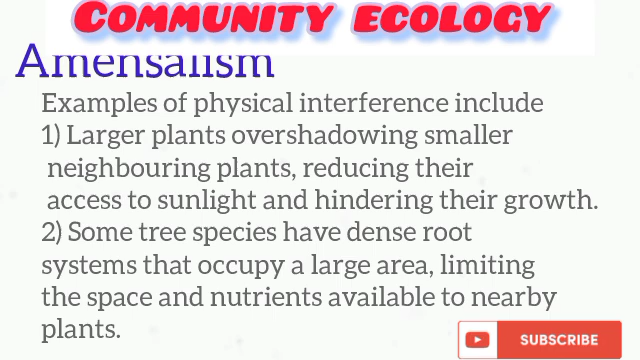 COMMUNITY ECOLOGY
Amensalism
Examples of physical interference include
1) Larger plants overshadowing smaller
neighbouring plants, reducing their
access to sunlight and hindering their growth.
2) Some tree species have dense root
systems that occupy a large area, limiting
the space and nutrients available to nearby
plants.
SUBSCRIBE